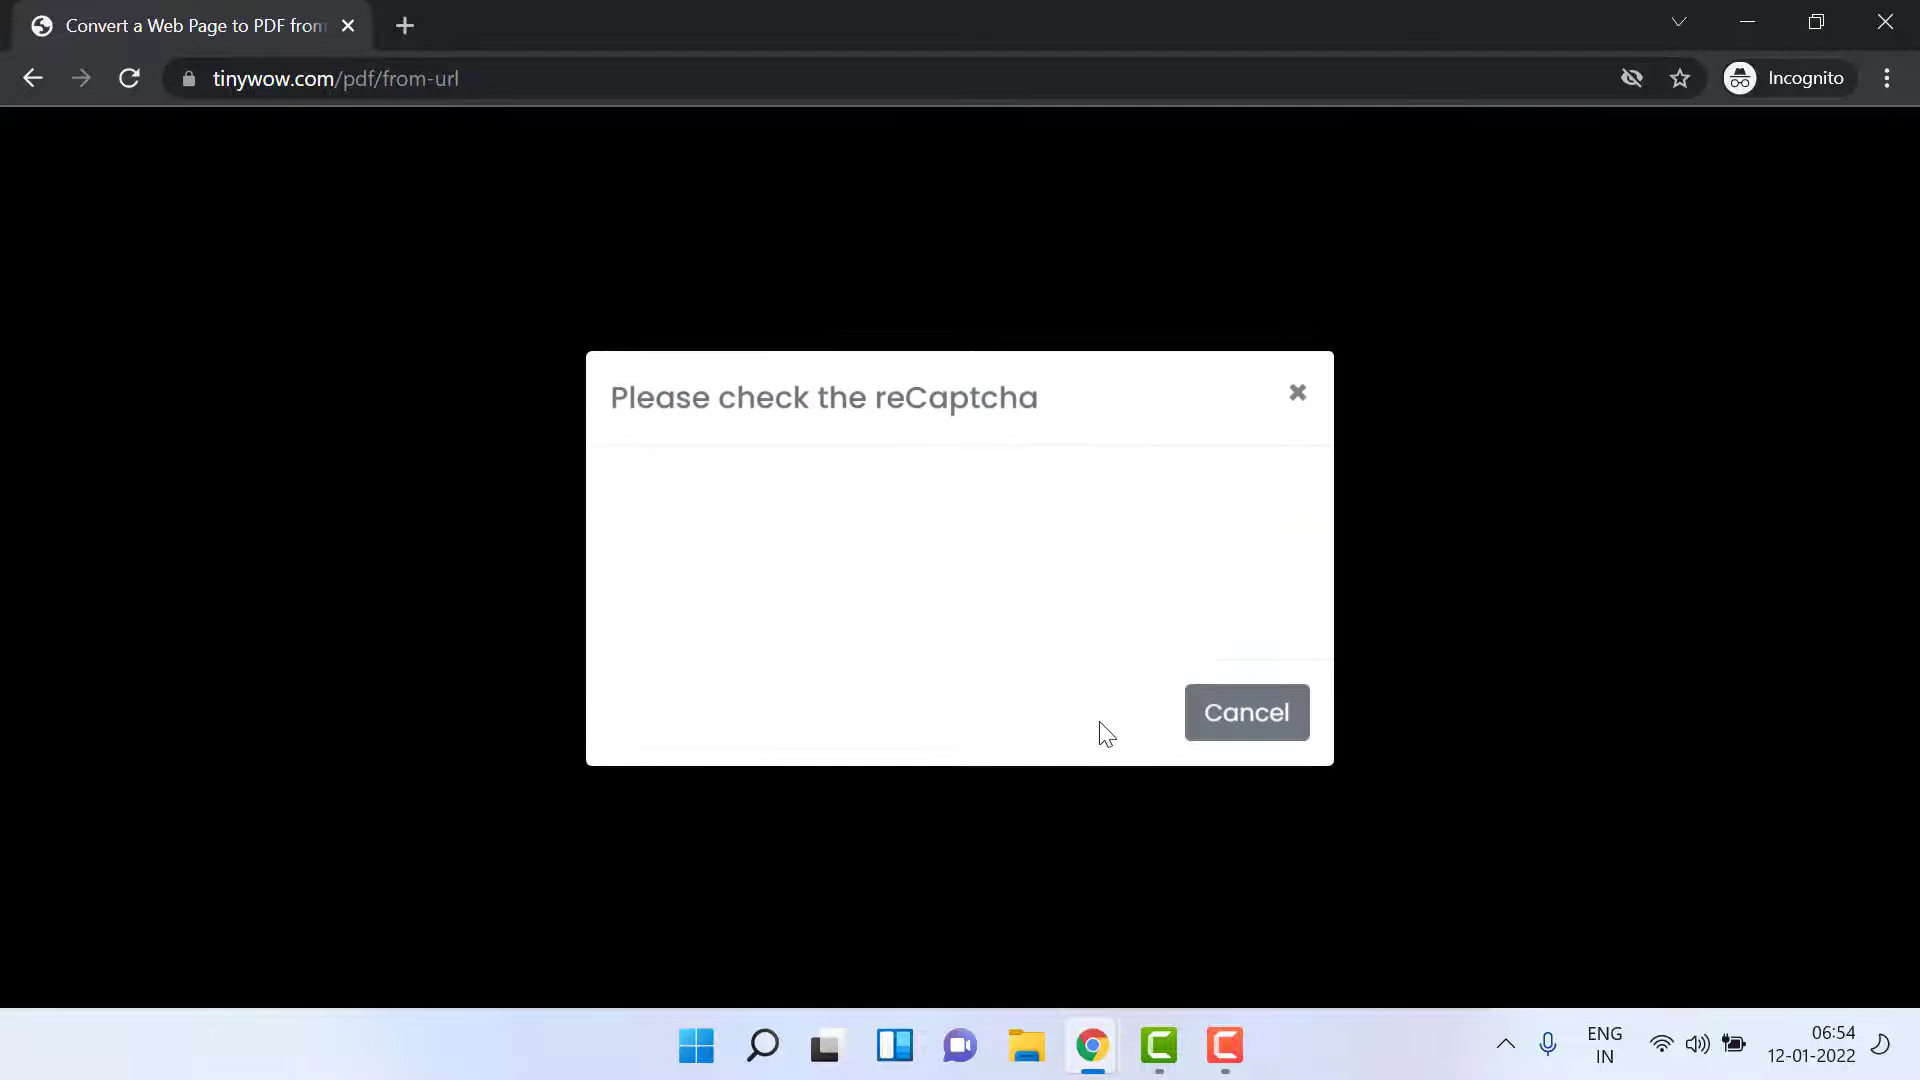 Convert a Web Page to PDF from
tinywow.com/pdf/from-url
Incognito
Please check the reCaptcha
Cancel
ENG
IN
06:54
12-01-2022